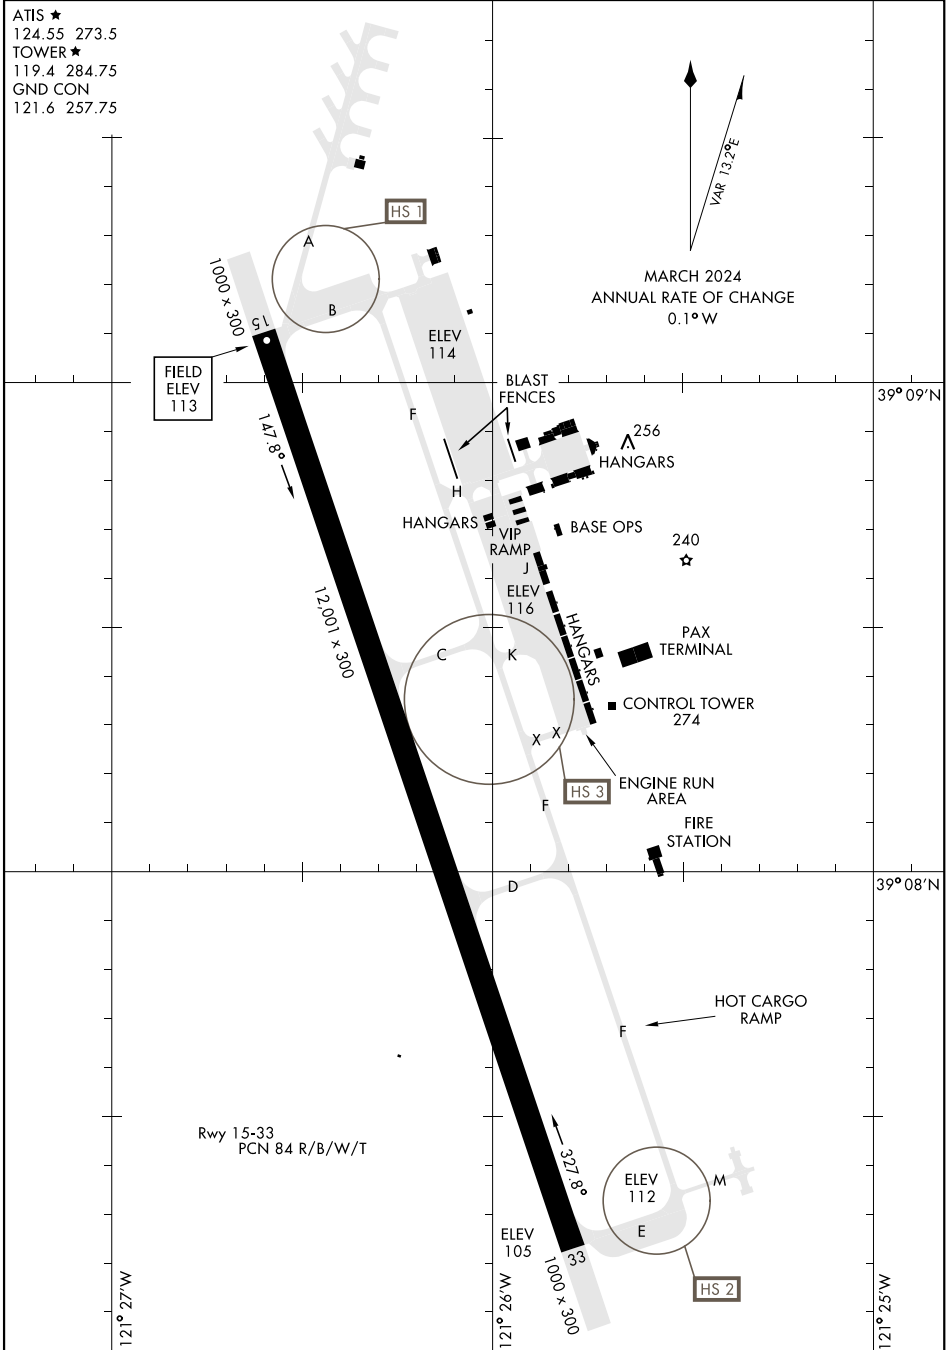 ATIS ★
124.55 273.5
TOWER ★
119.4 284.75
GND CON
121.6 257.75
VAR 13.2°E
HS 1
A
MARCH 2024
ANNUAL RATE OF CHANGE
0.1° W
1000 x 300
B
15
ELEV
114
FIELD
ELEV
113
BLAST
FENCES
39° 09'N
147.8°
F
256
HANGARS
H
HANGARS
VIP
RAMP
BASE OPS
240
J
ELEV
116
12,001 x 300
HANGARS
PAX
TERMINAL
C
K
CONTROL TOWER
274
X
X
ENGINE RUN
AREA
HS 3
F
FIRE
STATION
D
39° 08'N
HOT CARGO
RAMP
F
Rwy 15-33
PCN 84 R/B/W/T
327.8°
ELEV
112
M
E
ELEV
105
33
1000 x 300
HS 2
121° 27'W
121° 26'W
121° 25'W